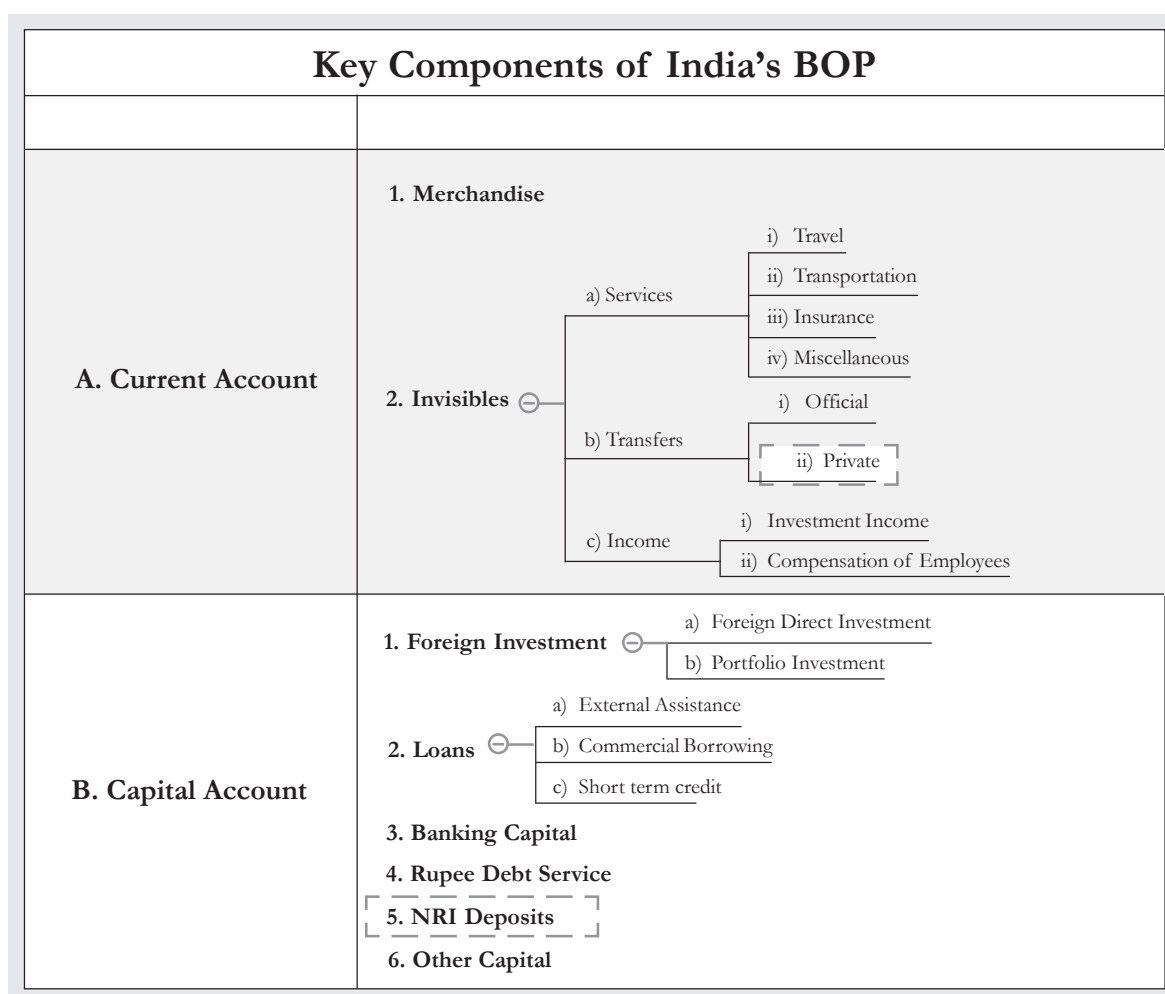 Key Components of India's BOP
A. Current Account
1. Merchandise
2. Invisibles
a) Services
i) Travel
ii) Transportation
iii) Insurance
iv) Miscellaneous
b) Transfers
i) Official
ii) Private
c) Income
i) Investment Income
ii) Compensation of Employees
B. Capital Account
1. Foreign Investment
a) Foreign Direct Investment
b) Portfolio Investment
2. Loans
a) External Assistance
b) Commercial Borrowing
c) Short term credit
3. Banking Capital
4. Rupee Debt Service
5. NRI Deposits
6. Other Capital